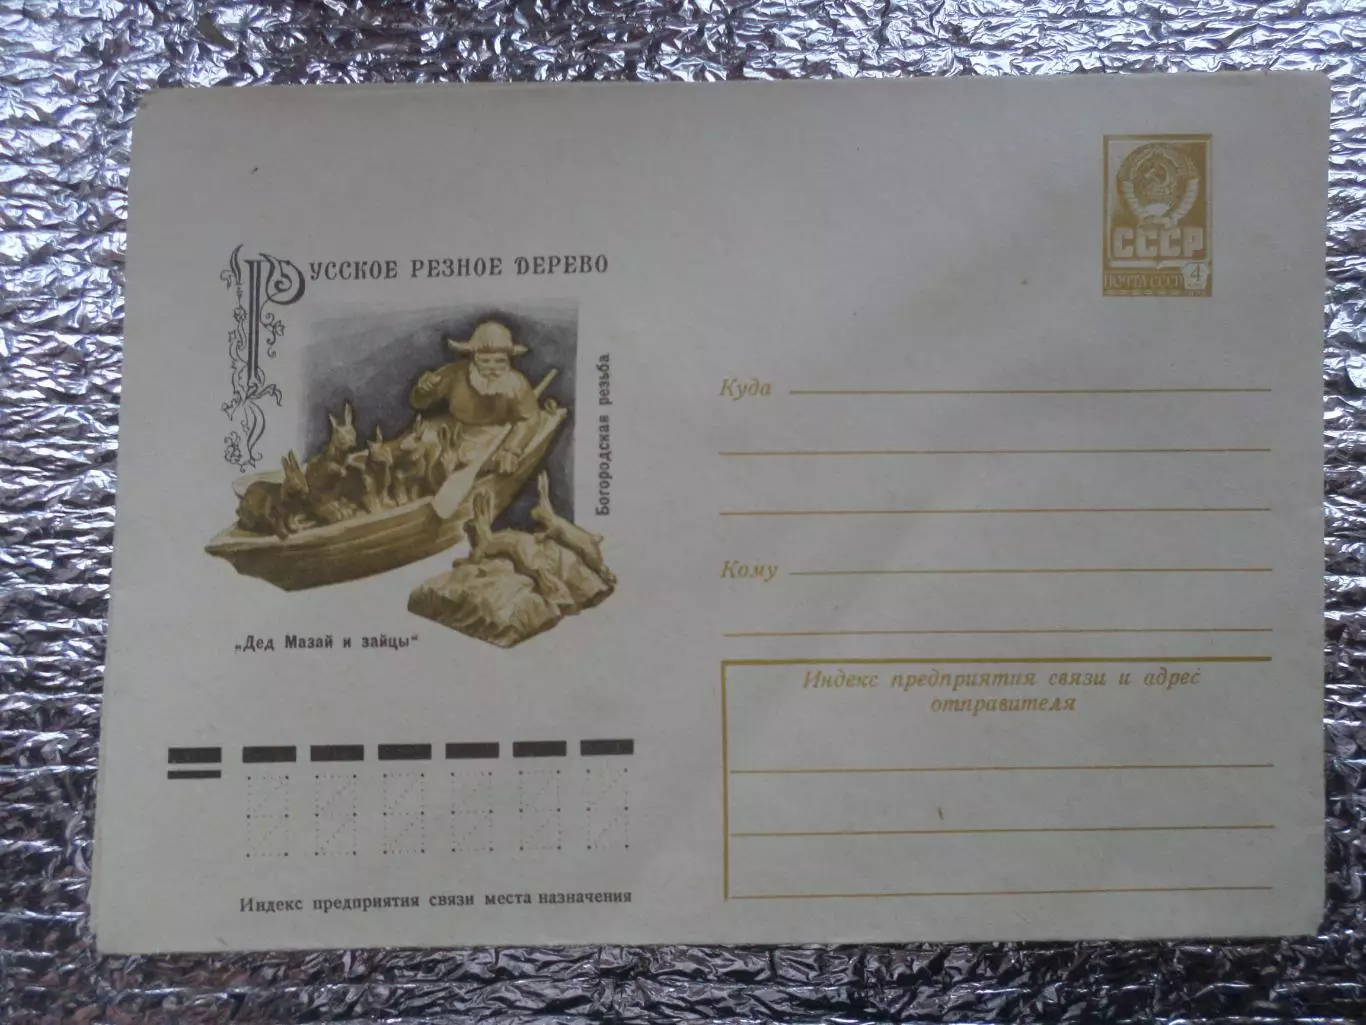 РУССКОЕ РЕЗНОЕ ДЕРЕВО
Богородская резьба
„Дед Мазай и зайцы“
Индекс предприятия связи места назначения
СССР
ПОЧТА СССР 4
Куда
Кому
Индекс предприятия связи и адрес
отправителя